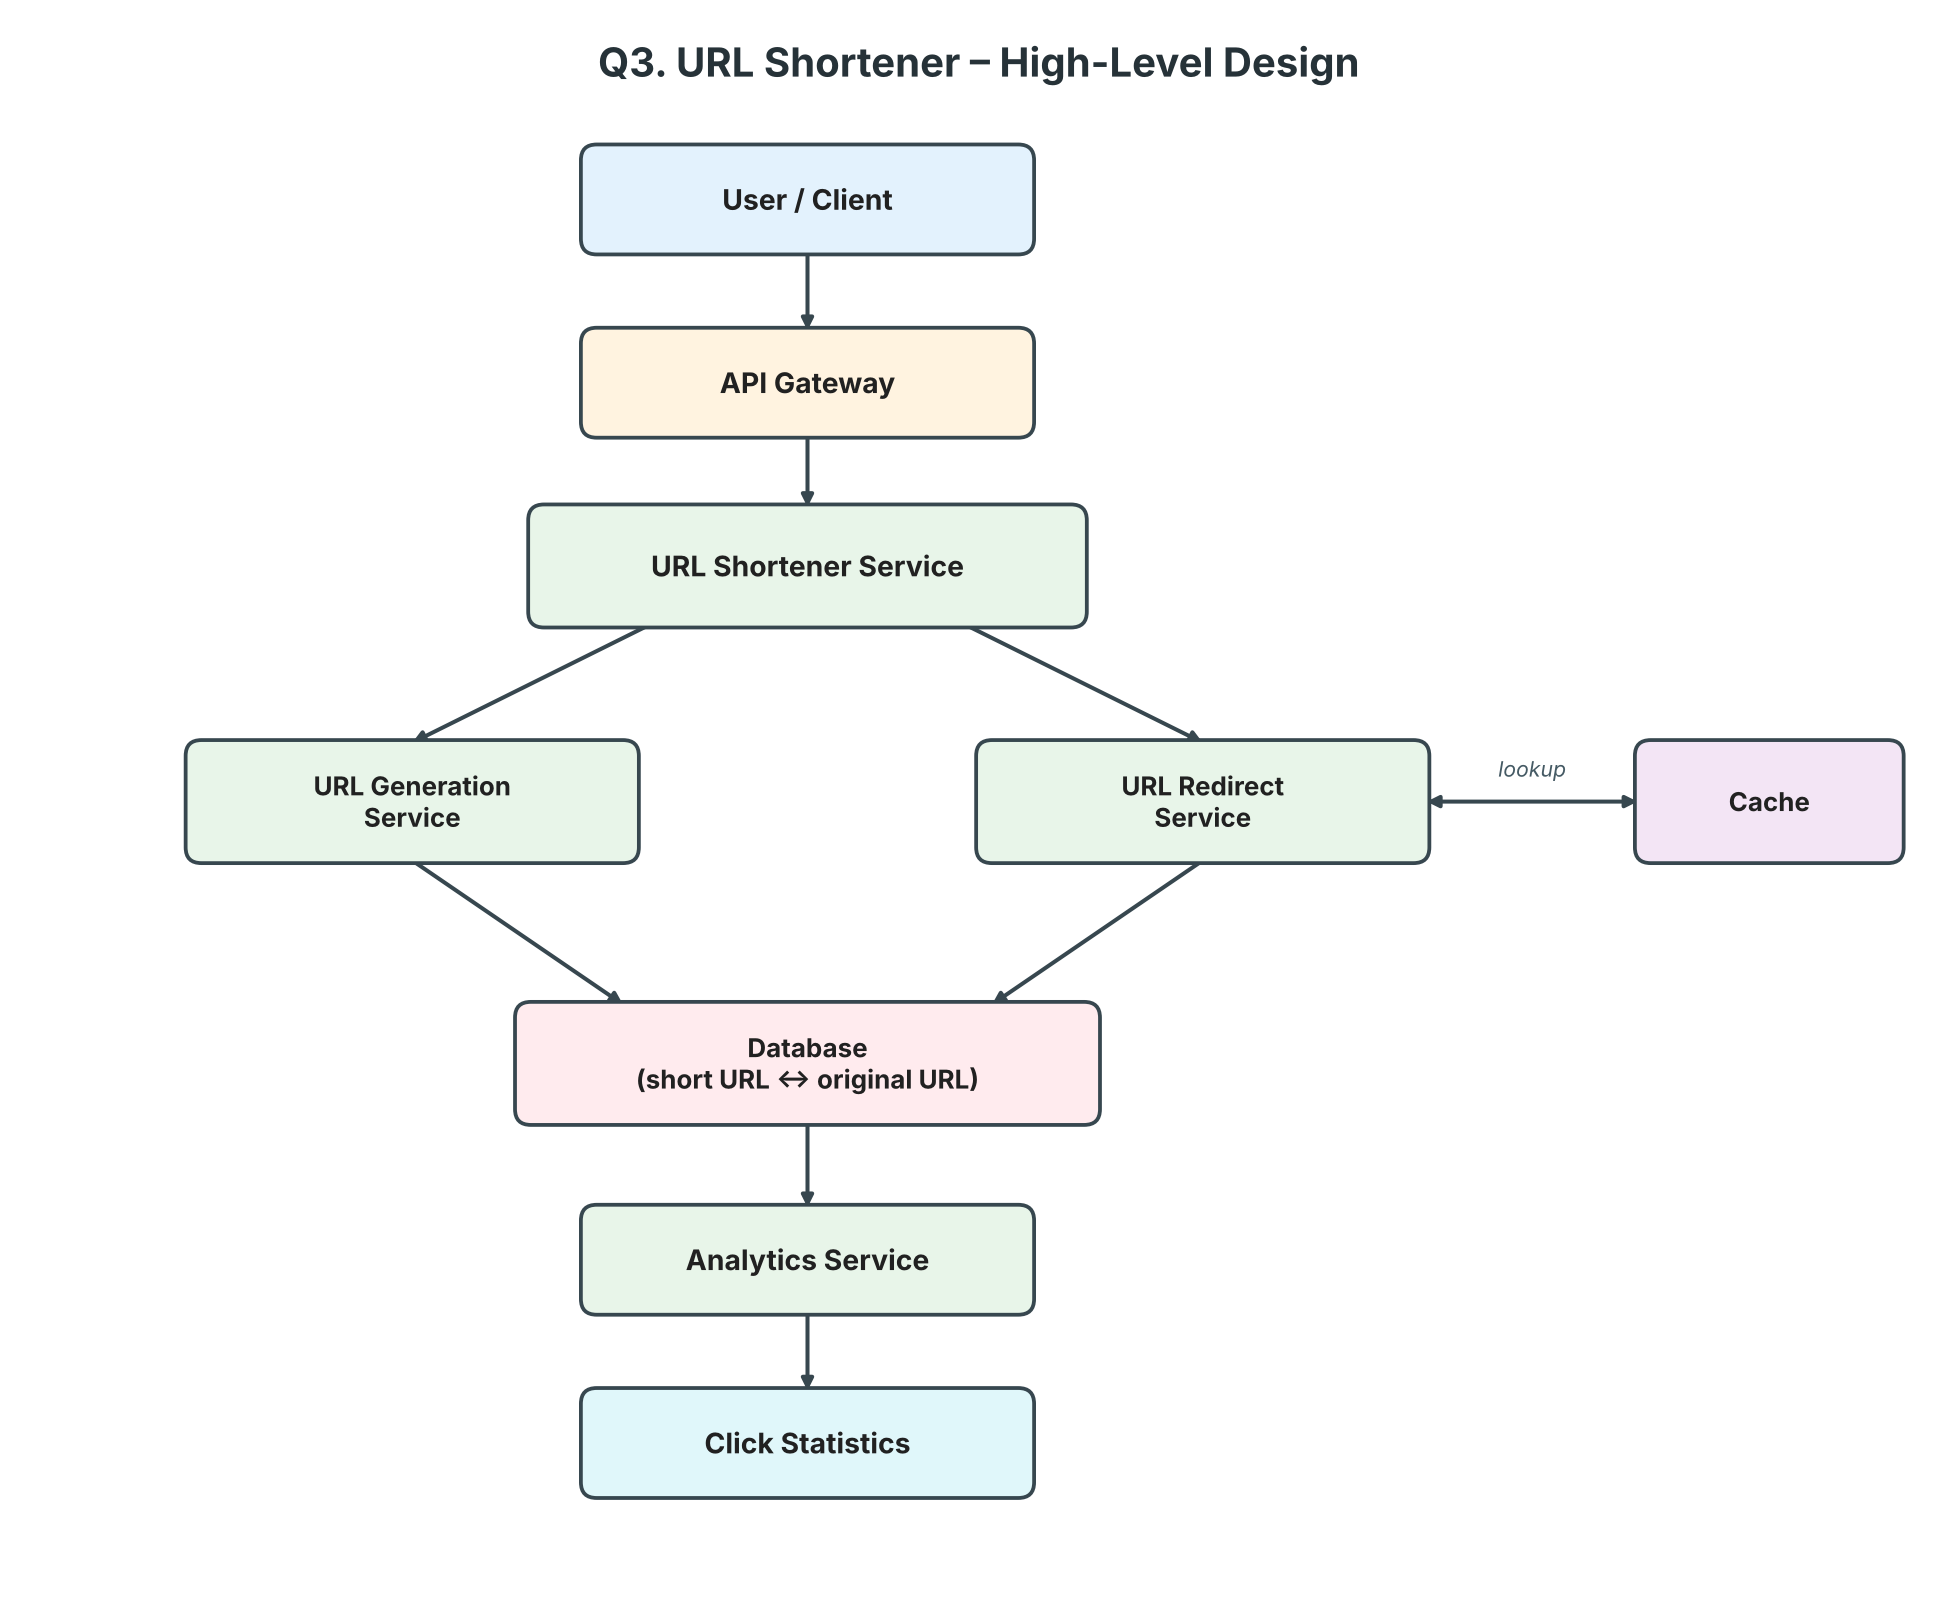 Q3. URL Shortener – High-Level Design
User / Client
API Gateway
URL Shortener Service
URL Generation
Service
URL Redirect
Service
lookup
Cache
Database
(short URL ↔ original URL)
Analytics Service
Click Statistics